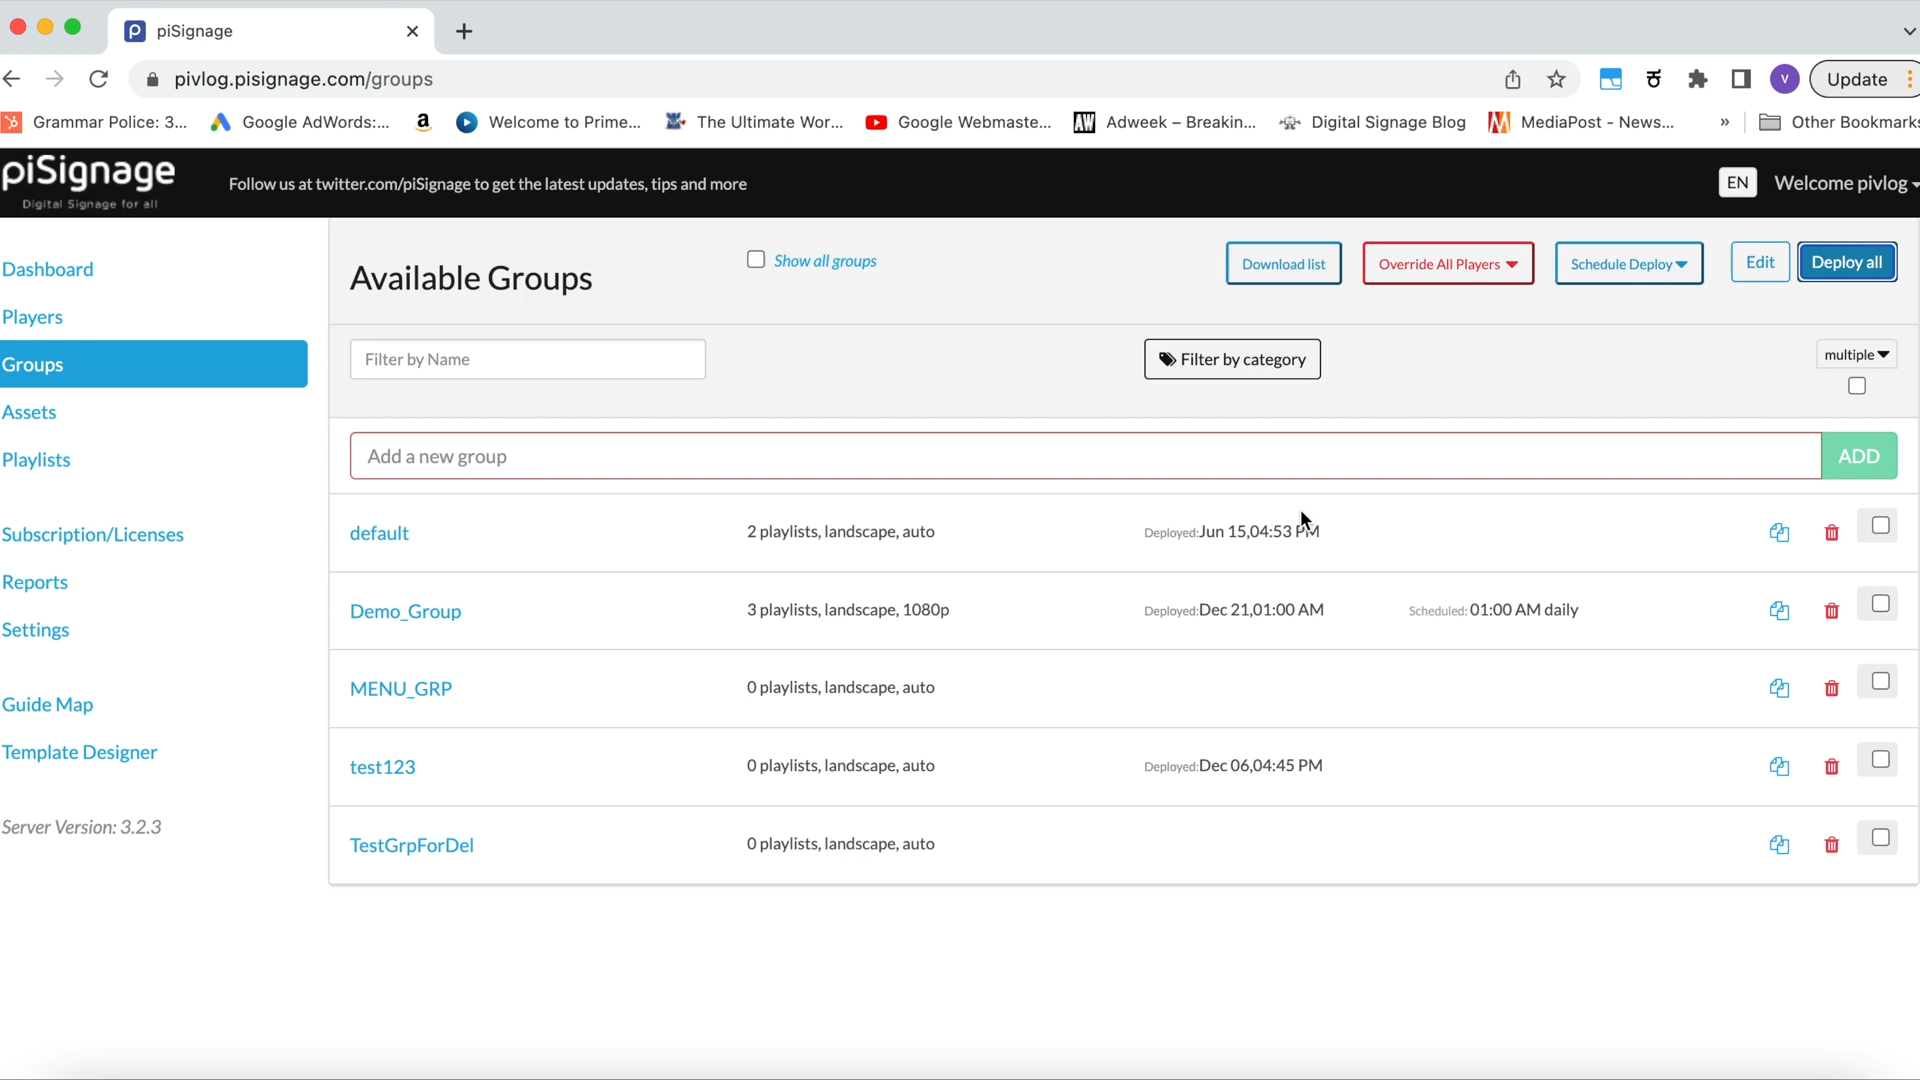 piSignage
pivlog.pisignage.com/groups
V
Update
Grammar Police: 3...
Google AdWords:...
Welcome to Prime...
The Ultimate Wor...
Google Webmaste...
AW Adweek – Breakin...
Digital Signage Blog
MediaPost - News...
»
Other Bookmarks
piSignage
Digital Signage for all
Follow us at twitter.com/piSignage to get the latest updates, tips and more
EN
Welcome pivlog
Dashboard
Players
Groups
Assets
Playlists
Subscription/Licenses
Reports
Settings
Guide Map
Template Designer
Server Version: 3.2.3
Available Groups
Show all groups
Download list
Override All Players
Schedule Deploy
Edit
Deploy all
Filter by Name
Filter by category
multiple
Add a new group
ADD
default 2 playlists, landscape, auto Deployed:Jun 15,04:53 PM
Demo_Group 3 playlists, landscape, 1080p Deployed:Dec 21,01:00 AM Scheduled: 01:00 AM daily
MENU_GRP 0 playlists, landscape, auto
test123 0 playlists, landscape, auto Deployed:Dec 06,04:45 PM
TestGrpForDel 0 playlists, landscape, auto